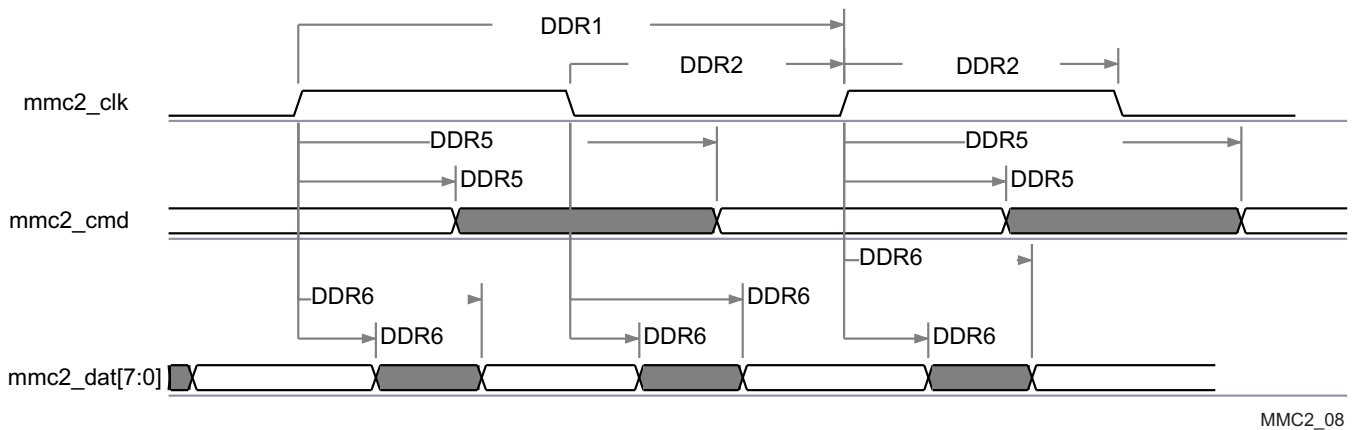 DDR1
DDR2 DDR2
mmc2_clk
DDR5 DDR5
DDR5 DDR5
mmc2_cmd
DDR6
DDR6 DDR6
DDR6 DDR6 DDR6
mmc2_dat[7:0]
MMC2_08